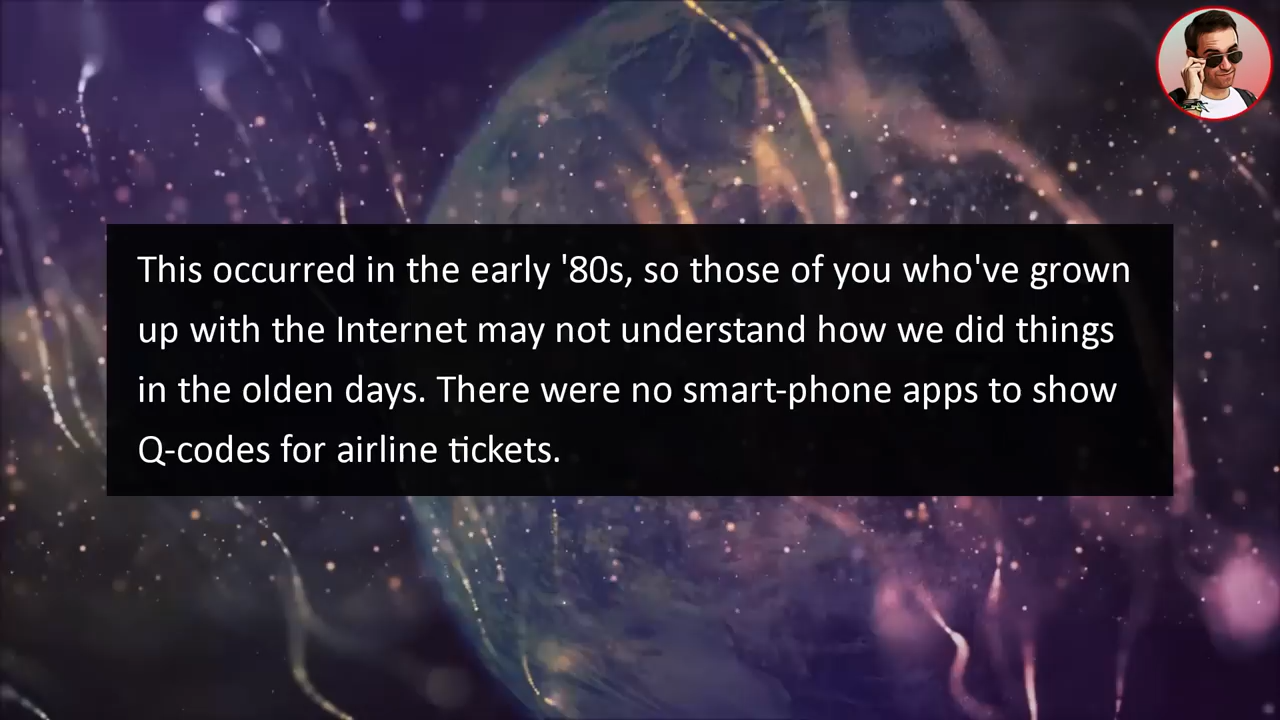 This occurred in the early '80s, so those of you who've grown
up with the Internet may not understand how we did things
in the olden days. There were no smart-phone apps to show
Q-codes for airline tickets.